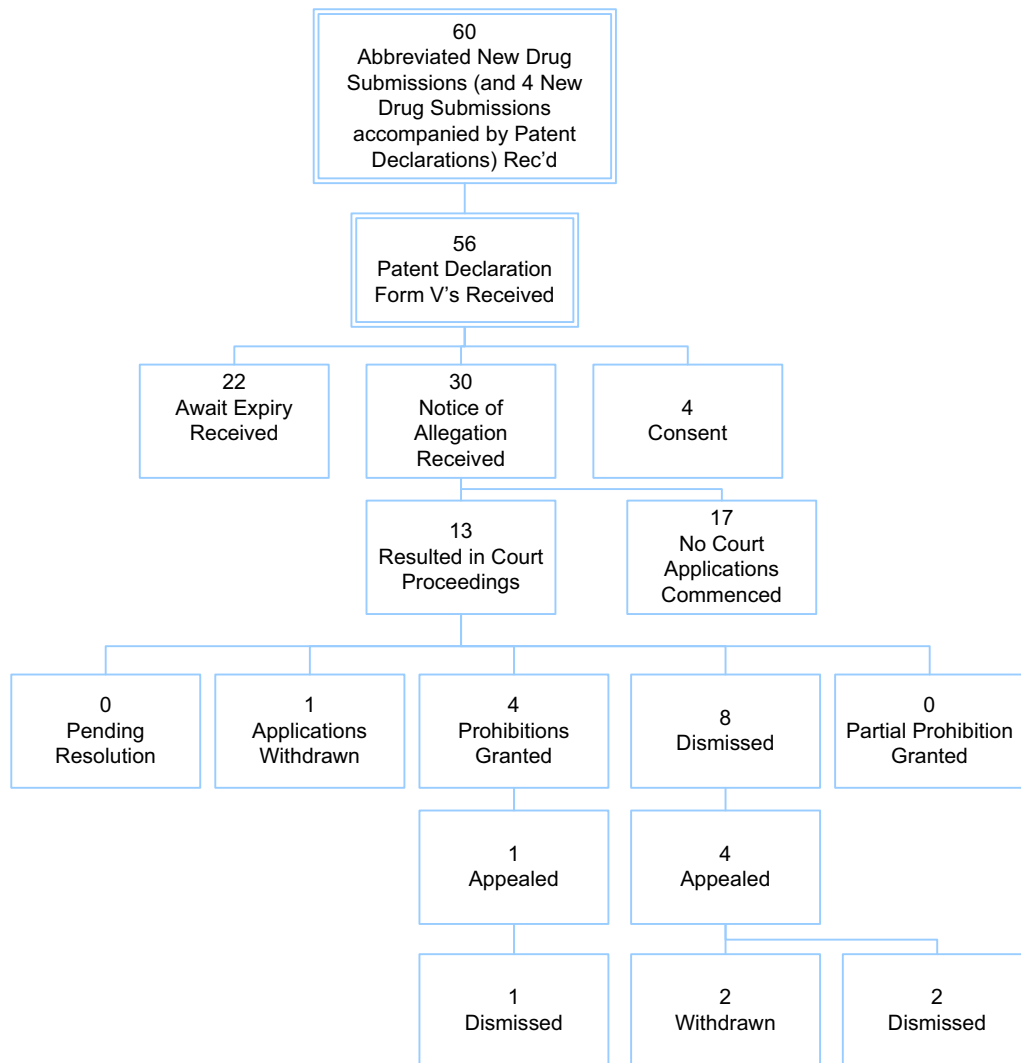 60
Abbreviated New Drug
Submissions (and 4 New
Drug Submissions
accompanied by Patent
Declarations) Rec’d
56
Patent Declaration
Form V’s Received
22
Await Expiry
Received
30
Notice of
Allegation
Received
4
Consent
13
Resulted in Court
Proceedings
17
No Court
Applications
Commenced
0
Pending
Resolution
1
Applications
Withdrawn
4
Prohibitions
Granted
8
Dismissed
0
Partial Prohibition
Granted
1
Appealed
4
Appealed
1
Dismissed
2
Withdrawn
2
Dismissed